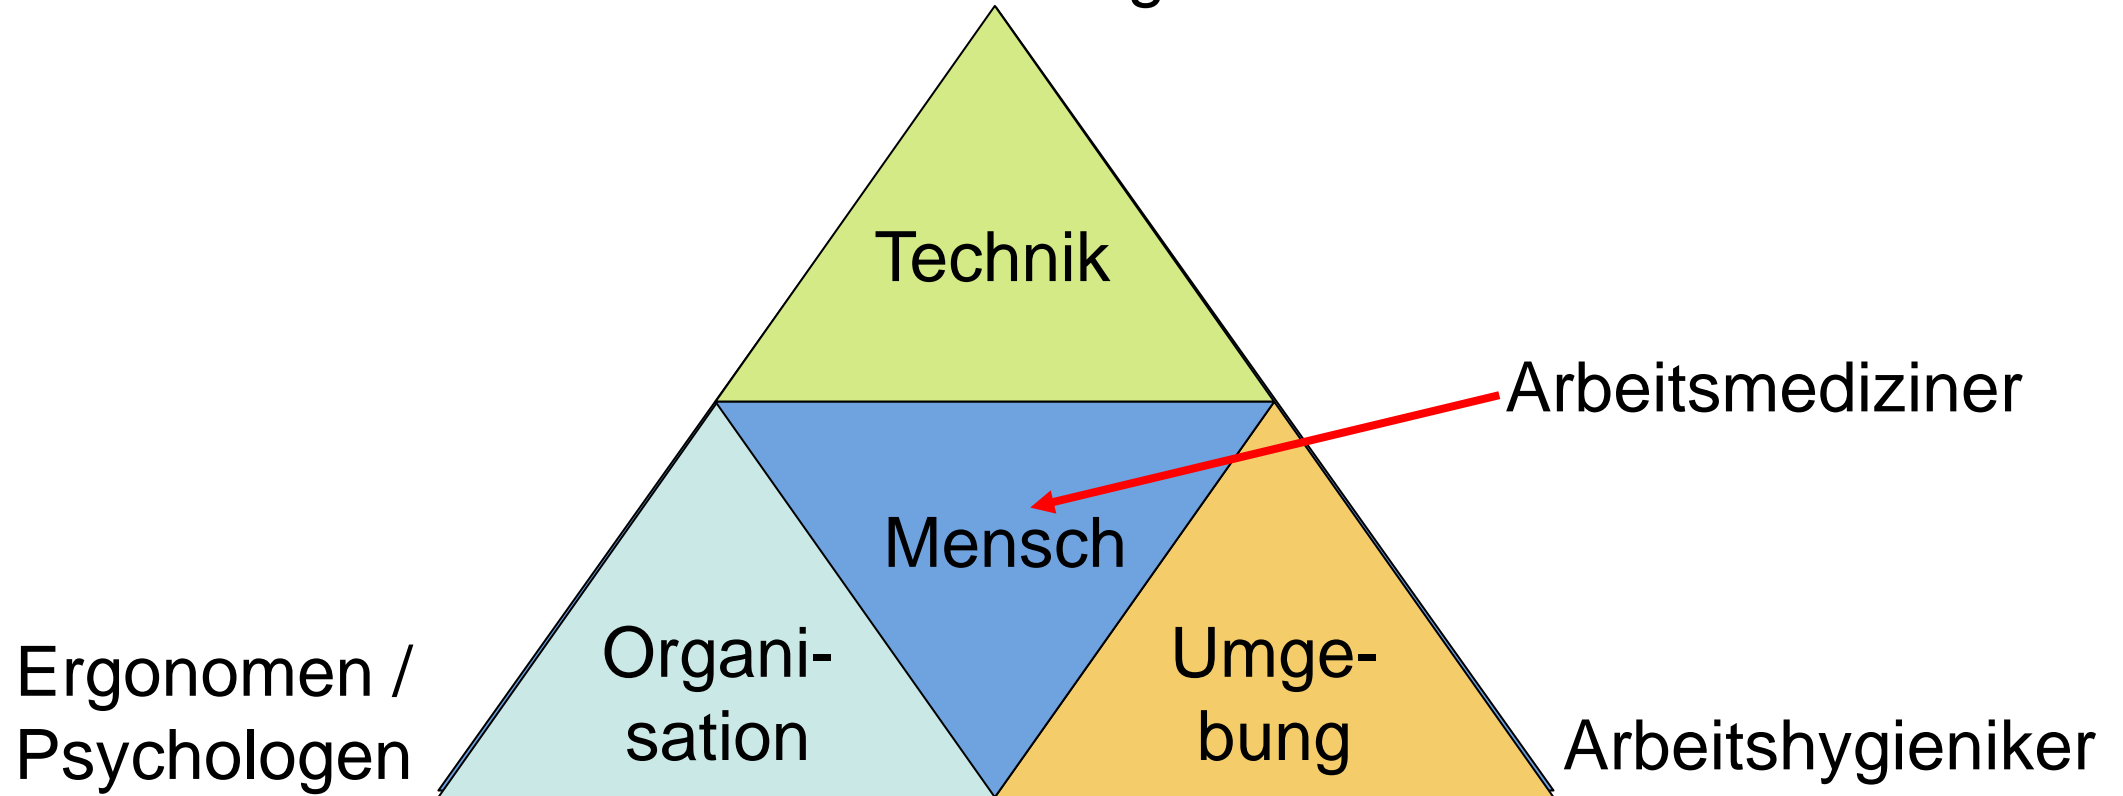 Technik
Arbeitsmediziner
Mensch
Ergonomen /
Psychologen
Organi-
sation
Umge-
bung
Arbeitshygieniker